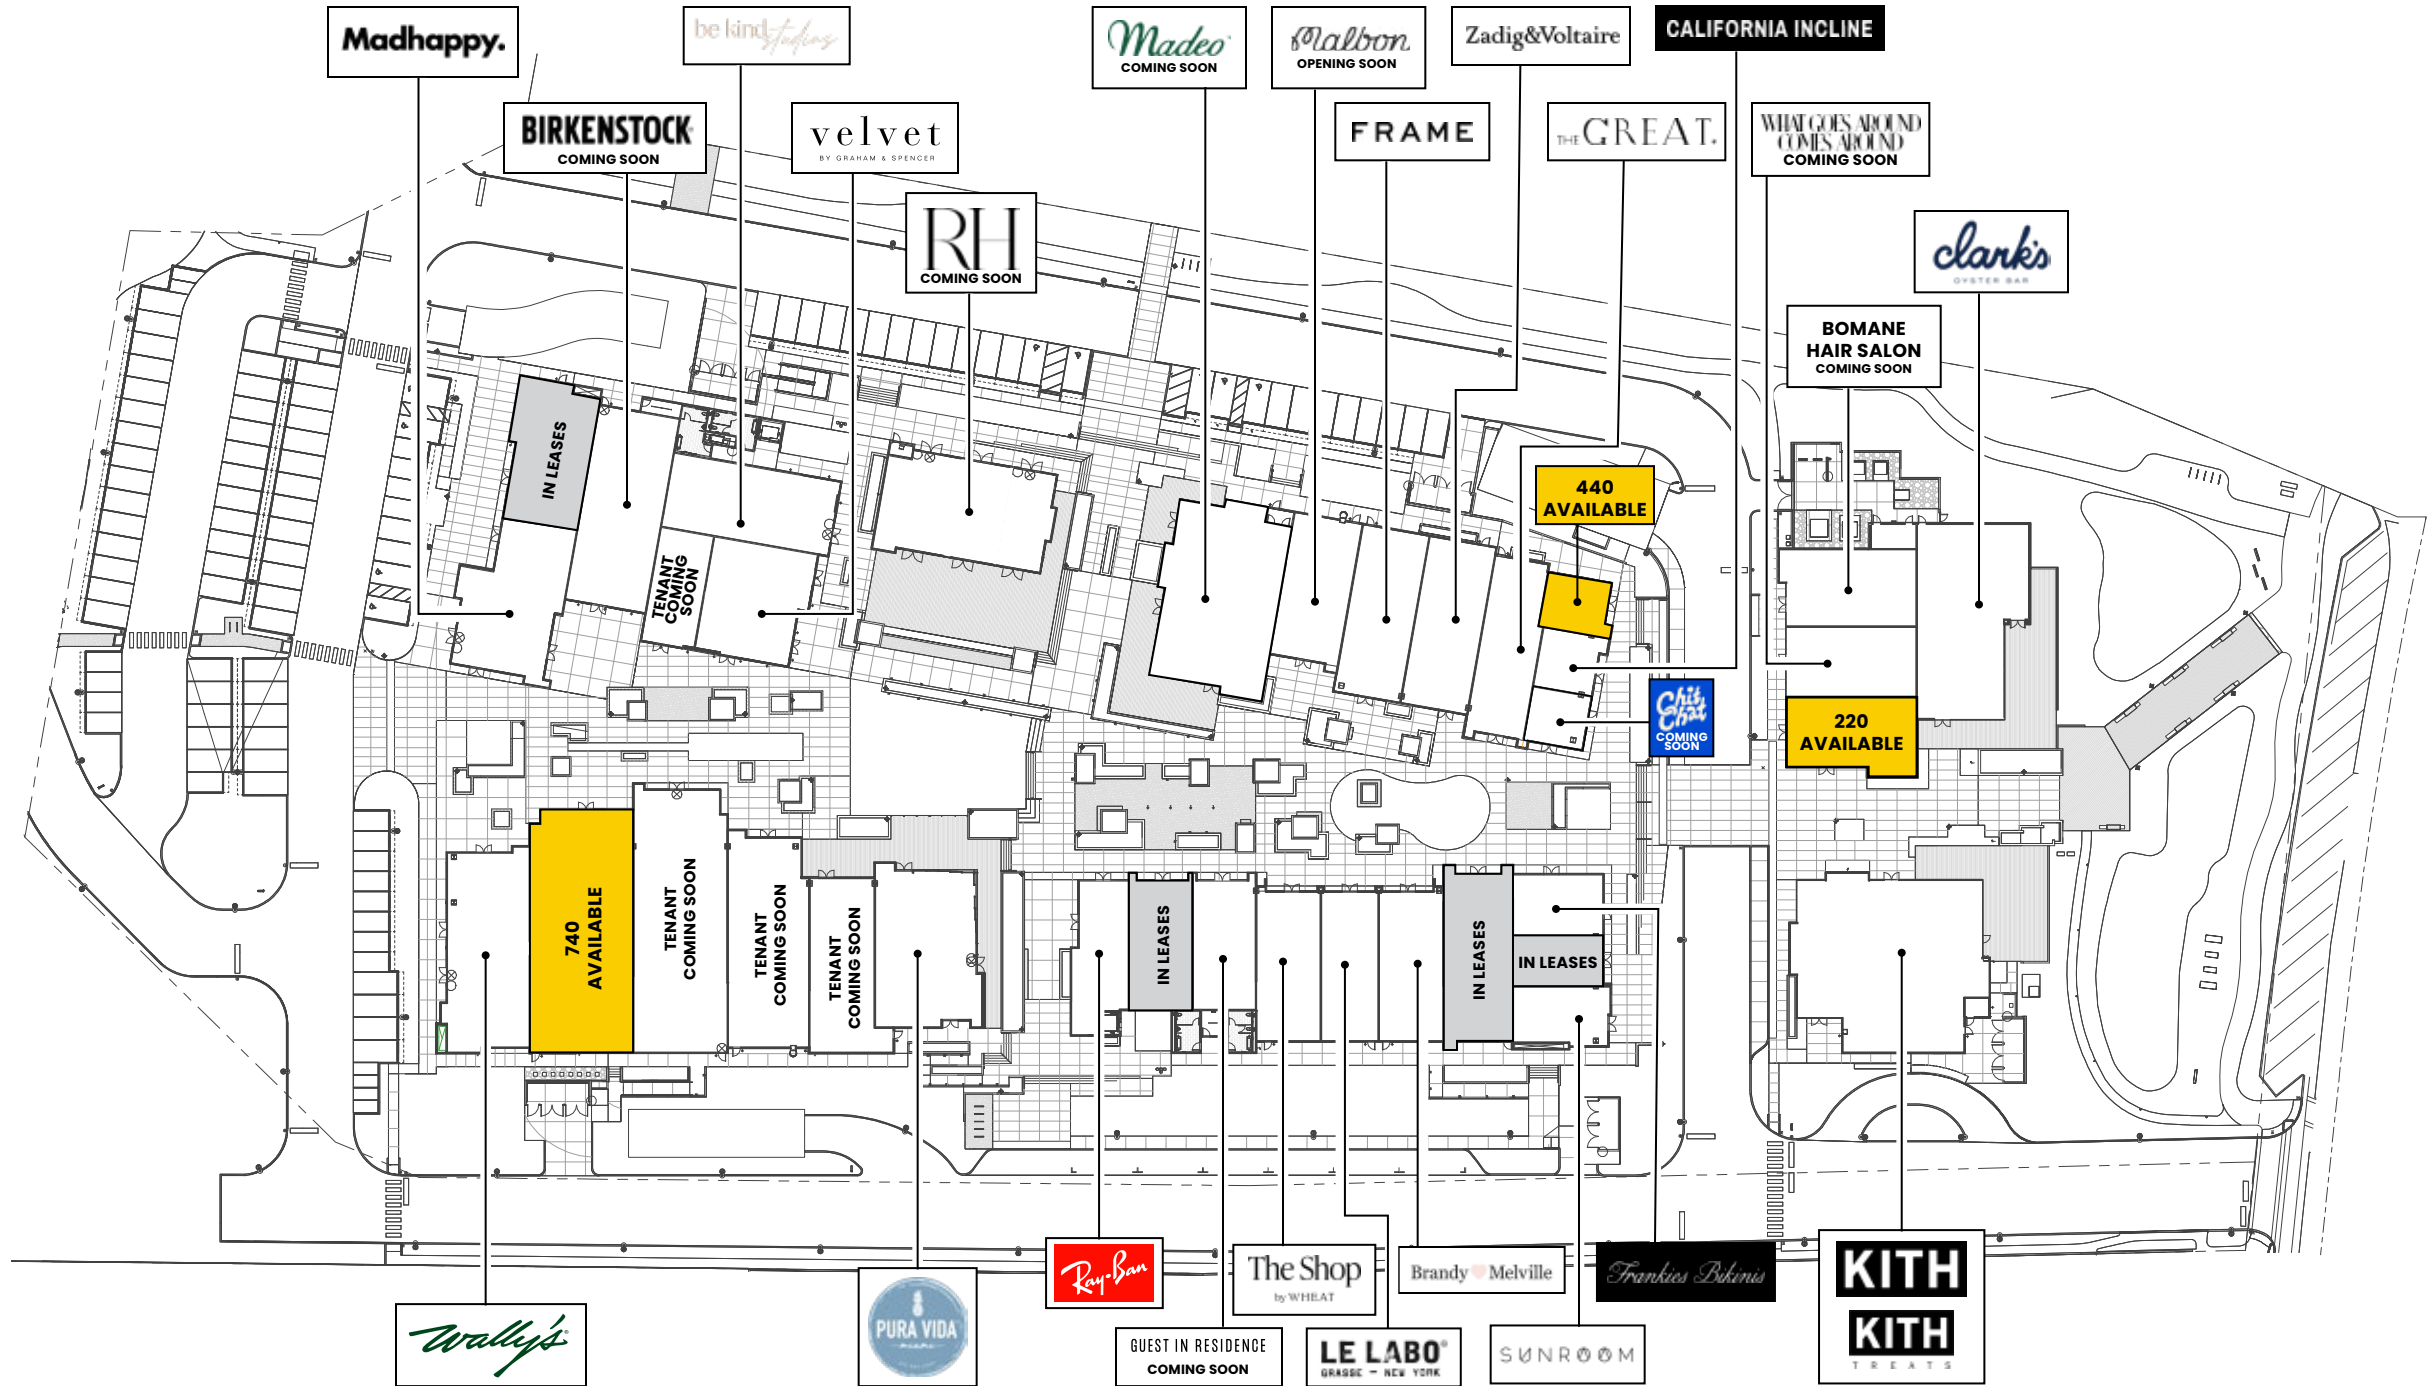 Madhappy.
be kind studios
Madeo
COMING SOON
Malbon
OPENING SOON
Zadig&Voltaire
CALIFORNIA INCLINE
BIRKENSTOCK
COMING SOON
velvet
BY GRAHAM & SPENCER
FRAME
THE GREAT.
WHAT GOES AROUND
COMES AROUND
COMING SOON
RH
COMING SOON
clark's
OYSTER BAR
BOMANE
HAIR SALON
COMING SOON
IN LEASES
440
AVAILABLE
TENANT
COMING
SOON
Chit
Chat
COMING
SOON
220
AVAILABLE
740
AVAILABLE
TENANT
COMING SOON
TENANT
COMING SOON
TENANT
COMING SOON
IN LEASES
IN LEASES
IN LEASES
Wally's
PURA VIDA
miami
Ray-Ban
The Shop
by WHEAT
Brandy Melville
Frankies Bikinis
KITH
KITH
TREATS
GUEST IN RESIDENCE
COMING SOON
LE LABO
GRASSE — NEW YORK
SUNROOM